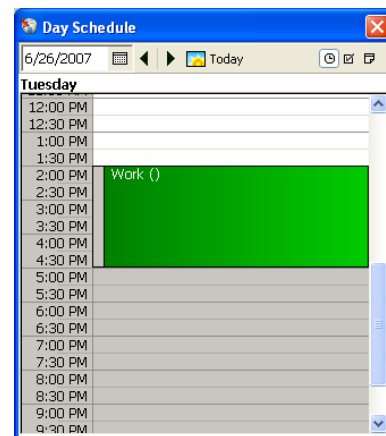 Day Schedule
6/26/2007 Today
Tuesday
12:00 PM
12:30 PM
1:00 PM
1:30 PM
2:00 PM Work ()
2:30 PM
3:00 PM
3:30 PM
4:00 PM
4:30 PM
5:00 PM
5:30 PM
6:00 PM
6:30 PM
7:00 PM
7:30 PM
8:00 PM
8:30 PM
9:00 PM
9:30 PM